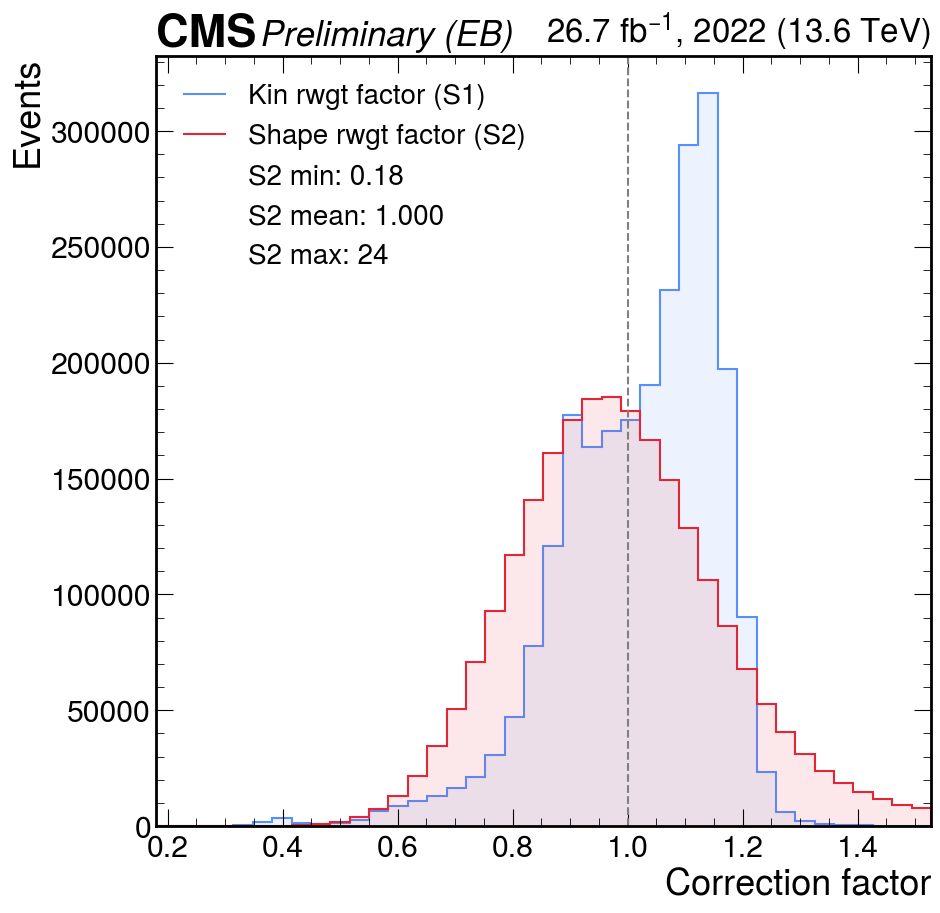 CMS Preliminary (EB) 26.7 fb⁻¹, 2022 (13.6 TeV)
Events
Kin rwgt factor (S1)
Shape rwgt factor (S2)
S2 min: 0.18
S2 mean: 1.000
S2 max: 24
300000
250000
200000
150000
100000
50000
0
0.2 0.4 0.6 0.8 1.0 1.2 1.4
Correction factor